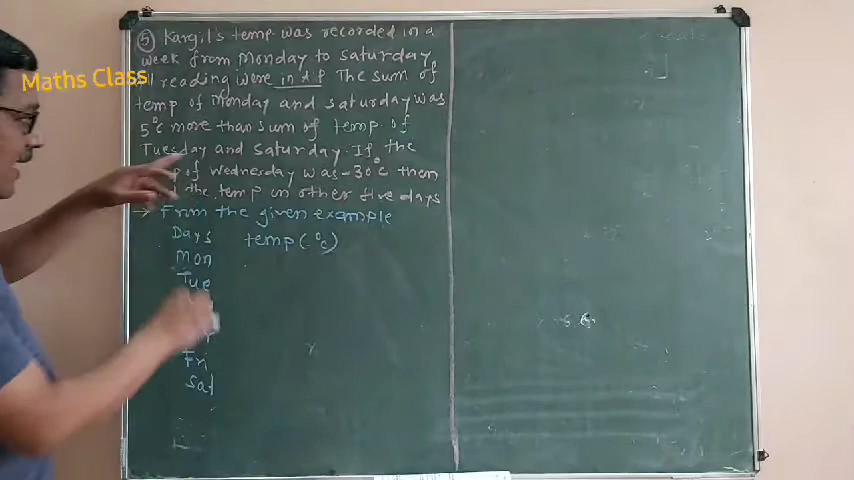 ⑤ Kargil's temp was recorded in a
week from Monday to saturday
reading were in A.P The sum of
temp of Monday and saturday was
5°C more than sum of temp. of
Tuesday and saturday. If the
of wednesday was -30°C then
the temp in other five days
→ From the given example
Days temp (°C)
Mon
Tue
Fri
Sat
Maths Class